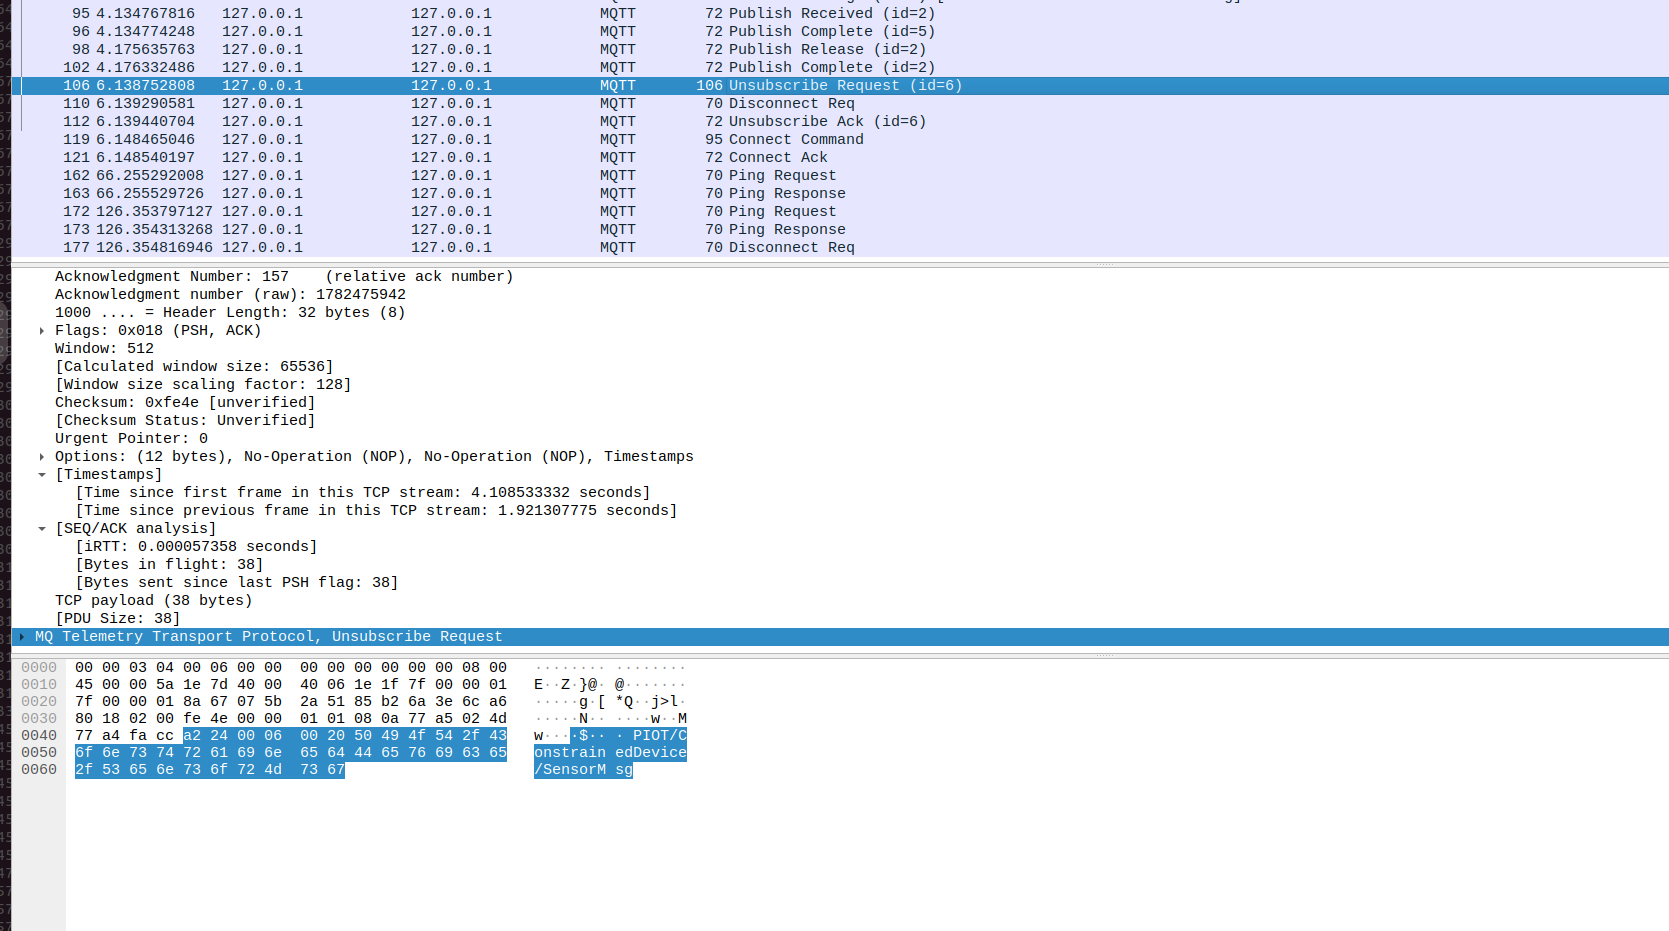 95 4.134767816 127.0.0.1 127.0.0.1 MQTT 72 Publish Received (id=2)
96 4.134774248 127.0.0.1 127.0.0.1 MQTT 72 Publish Complete (id=5)
98 4.175635763 127.0.0.1 127.0.0.1 MQTT 72 Publish Release (id=2)
102 4.176332486 127.0.0.1 127.0.0.1 MQTT 72 Publish Complete (id=2)
106 6.138752808 127.0.0.1 127.0.0.1 MQTT 106 Unsubscribe Request (id=6)
110 6.139290581 127.0.0.1 127.0.0.1 MQTT 70 Disconnect Req
112 6.139440704 127.0.0.1 127.0.0.1 MQTT 72 Unsubscribe Ack (id=6)
119 6.148465046 127.0.0.1 127.0.0.1 MQTT 95 Connect Command
121 6.148540197 127.0.0.1 127.0.0.1 MQTT 72 Connect Ack
162 66.255292008 127.0.0.1 127.0.0.1 MQTT 70 Ping Request
163 66.255529726 127.0.0.1 127.0.0.1 MQTT 70 Ping Response
172 126.353797127 127.0.0.1 127.0.0.1 MQTT 70 Ping Request
173 126.354313268 127.0.0.1 127.0.0.1 MQTT 70 Ping Response
177 126.354816946 127.0.0.1 127.0.0.1 MQTT 70 Disconnect Req
Acknowledgment Number: 157    (relative ack number)
Acknowledgment number (raw): 1782475942
1000 .... = Header Length: 32 bytes (8)
Flags: 0x018 (PSH, ACK)
Window: 512
[Calculated window size: 65536]
[Window size scaling factor: 128]
Checksum: 0xfe4e [unverified]
[Checksum Status: Unverified]
Urgent Pointer: 0
Options: (12 bytes), No-Operation (NOP), No-Operation (NOP), Timestamps
[Timestamps]
[Time since first frame in this TCP stream: 4.108533332 seconds]
[Time since previous frame in this TCP stream: 1.921307775 seconds]
[SEQ/ACK analysis]
[iRTT: 0.000057358 seconds]
[Bytes in flight: 38]
[Bytes sent since last PSH flag: 38]
TCP payload (38 bytes)
[PDU Size: 38]
MQ Telemetry Transport Protocol, Unsubscribe Request
0000 00 00 03 04 00 06 00 00  00 00 00 00 00 00 08 00 ········ ········
0010 45 00 00 5a 1e 7d 40 00  40 06 1e 1f 7f 00 00 01 E··Z·}@· @·······
0020 7f 00 00 01 8a 67 07 5b  2a 51 85 b2 6a 3e 6c a6 ·····g·[ *Q··j>l·
0030 80 18 02 00 fe 4e 00 00  01 01 08 0a 77 a5 02 4d ·····N·· ····w··M
0040 77 a4 fa cc a2 24 00 06  00 20 50 49 4f 54 2f 43 w····$·· · PIOT/C
0050 6f 6e 73 74 72 61 69 6e  65 64 44 65 76 69 63 65 onstrain edDevice
0060 2f 53 65 6e 73 6f 72 4d  73 67 /SensorM sg